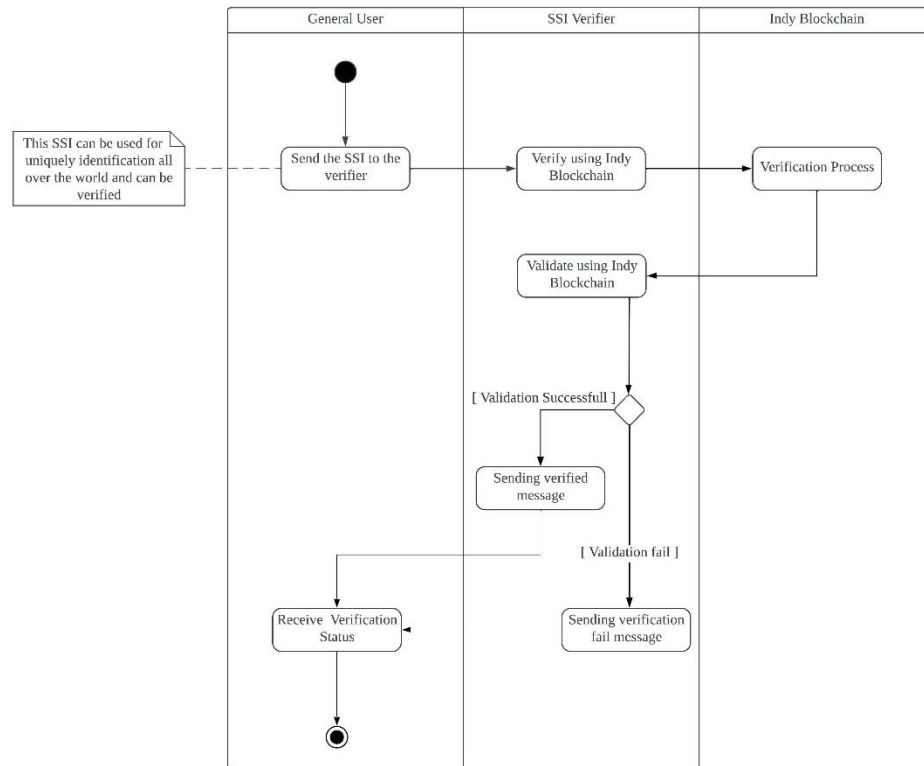 General User
SSI Verifier
Indy Blockchain
This SSI can be used for
uniquely identification all
over the world and can be
verified
Send the SSI to the
verifier
Verify using Indy
Blockchain
Verification Process
Validate using Indy
Blockchain
[ Validation Successfull ]
Sending verified
message
[ Validation fail ]
Receive Verification
Status
Sending verification
fail message